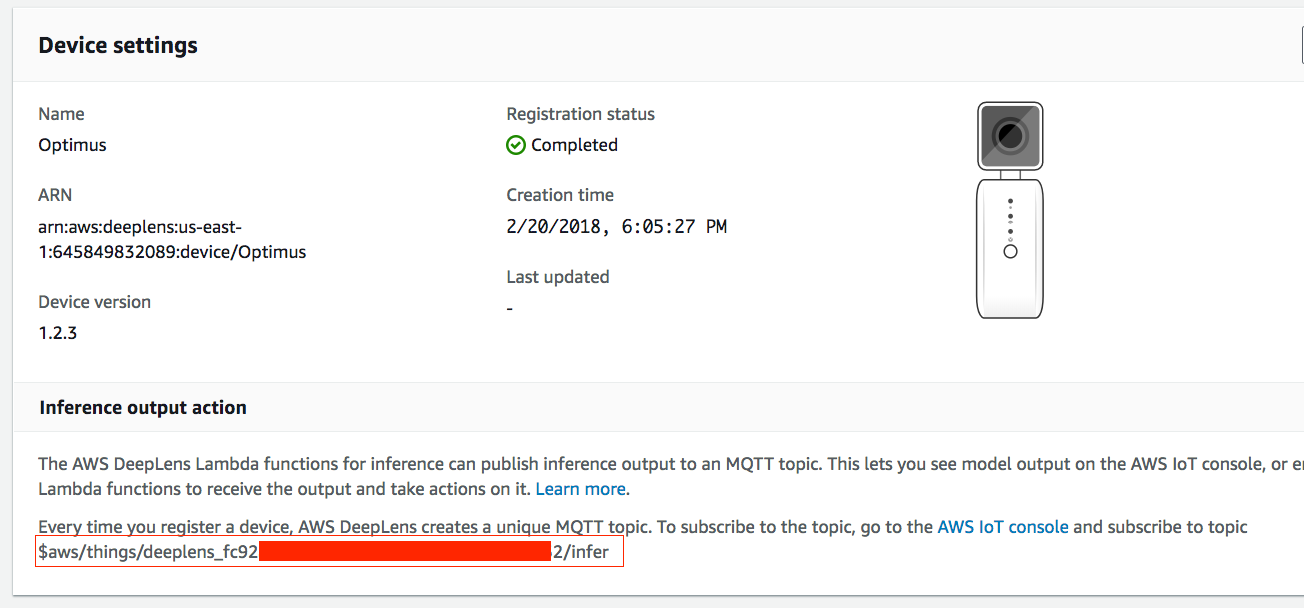 Device settings
Name
Optimus
ARN
arn:aws:deeplens:us-east-
1:645849832089:device/Optimus
Device version
1.2.3
Registration status
Completed
Creation time
2/20/2018, 6:05:27 PM
Last updated
-
Inference output action
The AWS DeepLens Lambda functions for inference can publish inference output to an MQTT topic. This lets you see model output on the AWS IoT console, or
Lambda functions to receive the output and take actions on it. Learn more.
Every time you register a device, AWS DeepLens creates a unique MQTT topic. To subscribe to the topic, go to the AWS IoT console and subscribe to topic
$aws/things/deeplens_fc92 2/infer